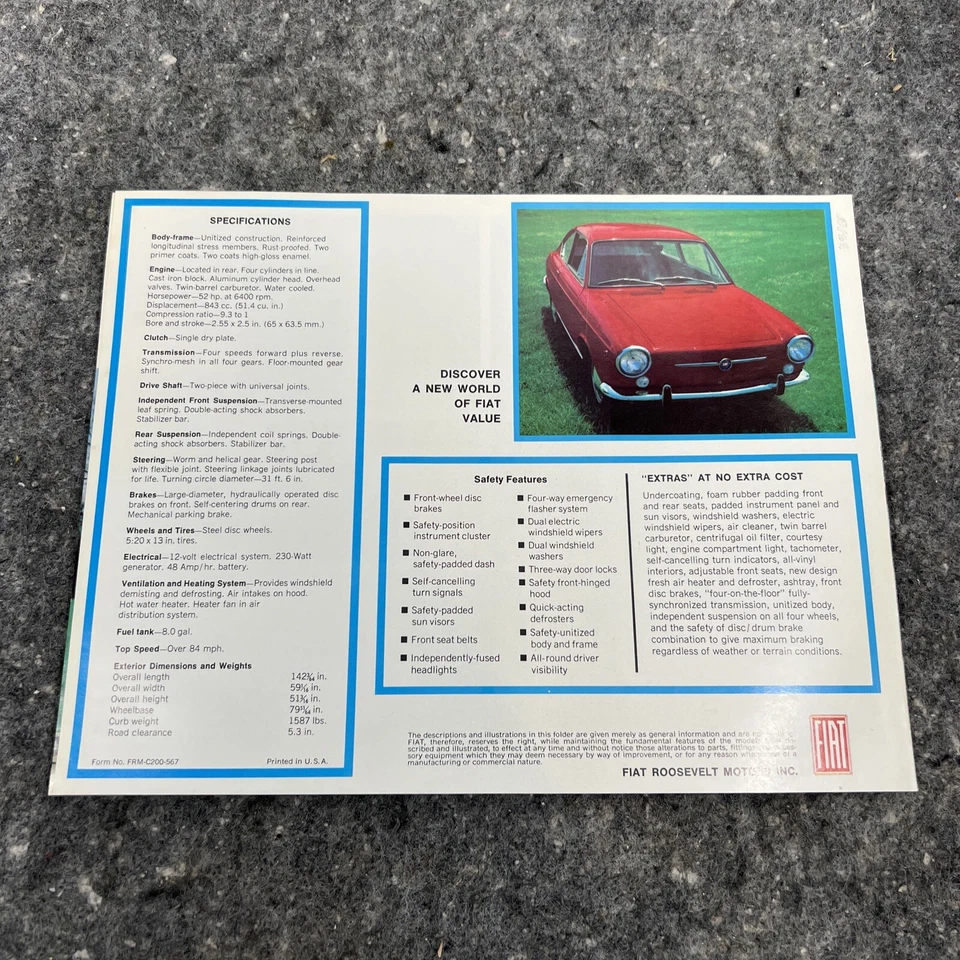 SPECIFICATIONS
Body-frame—Unitized construction. Reinforced
longitudinal stress members. Rust-proofed. Two
primer coats. Two coats high-gloss enamel.
Engine—Located in rear. Four cylinders in line.
Cast iron block. Aluminum cylinder head. Overhead
valves. Twin-barrel carburetor. Water cooled.
Horsepower—52 hp. at 6400 rpm.
Displacement—843 cc. (51.4 cu. in.)
Compression ratio—9.3 to 1
Bore and stroke—2.55 x 2.5 in. (65 x 63.5 mm.)
Clutch—Single dry plate.
Transmission—Four speeds forward plus reverse.
Synchro-mesh in all four gears. Floor-mounted gear
shift.
Drive Shaft—Two-piece with universal joints.
Independent Front Suspension—Transverse-mounted
leaf spring. Double-acting shock absorbers.
Stabilizer bar.
Rear Suspension—Independent coil springs. Double-
acting shock absorbers. Stabilizer bar.
Steering—Worm and helical gear. Steering post
with flexible joint. Steering linkage joints lubricated
for life. Turning circle diameter—31 ft. 6 in.
Brakes—Large-diameter, hydraulically operated disc
brakes on front. Self-centering drums on rear.
Mechanical parking brake.
Wheels and Tires—Steel disc wheels.
5:20 x 13 in. tires.
Electrical—12-volt electrical system. 230-Watt
generator. 48 Amp/hr. battery.
Ventilation and Heating System—Provides windshield
demisting and defrosting. Air intakes on hood.
Hot water heater. Heater fan in air
distribution system.
Fuel tank—8.0 gal.
Top Speed—Over 84 mph.
Exterior Dimensions and Weights
Overall length in.
Overall width in.
Overall height in.
Wheelbase in.
Curb weight 1587 lbs.
Road clearance 5.3 in.
Form No. FRM-C200-567 Printed in U.S.A.
DISCOVER
A NEW WORLD
OF FIAT
VALUE
Safety Features
Front-wheel disc
brakes
Safety-position
instrument cluster
Non-glare,
safety-padded dash
Self-cancelling
turn signals
Safety-padded
sun visors
Front seat belts
Independently-fused
headlights
Four-way emergency
flasher system
Dual electric
windshield wipers
Dual windshield
washers
Three-way door locks
Safety front-hinged
hood
Quick-acting
defrosters
Safety-unitized
body and frame
All-round driver
visibility
"EXTRAS" AT NO EXTRA COST
Undercoating, foam rubber padding front
and rear seats, padded instrument panel and
sun visors, windshield washers, electric
windshield wipers, air cleaner, twin barrel
carburetor, centrifugal oil filter, courtesy
light, engine compartment light, tachometer,
self-cancelling turn indicators, all-vinyl
interiors, adjustable front seats, new design
fresh air heater and defroster, ashtray, front
disc brakes, "four-on-the-floor" fully-
synchronized transmission, unitized body,
independent suspension on all four wheels,
and the safety of disc/drum brake
combination to give maximum braking
regardless of weather or terrain conditions.
The descriptions and illustrations in this folder are given merely as general information and are
FIAT, therefore, reserves the right, while maintaining the fundamental features of the
scribed and illustrated, to effect at any time and without notice those alterations to parts,
sory equipment which they may deem necessary by way of improvement, or for any reason of a
manufacturing or commercial nature.
FIAT ROOSEVELT MOTORS INC.
FIAT